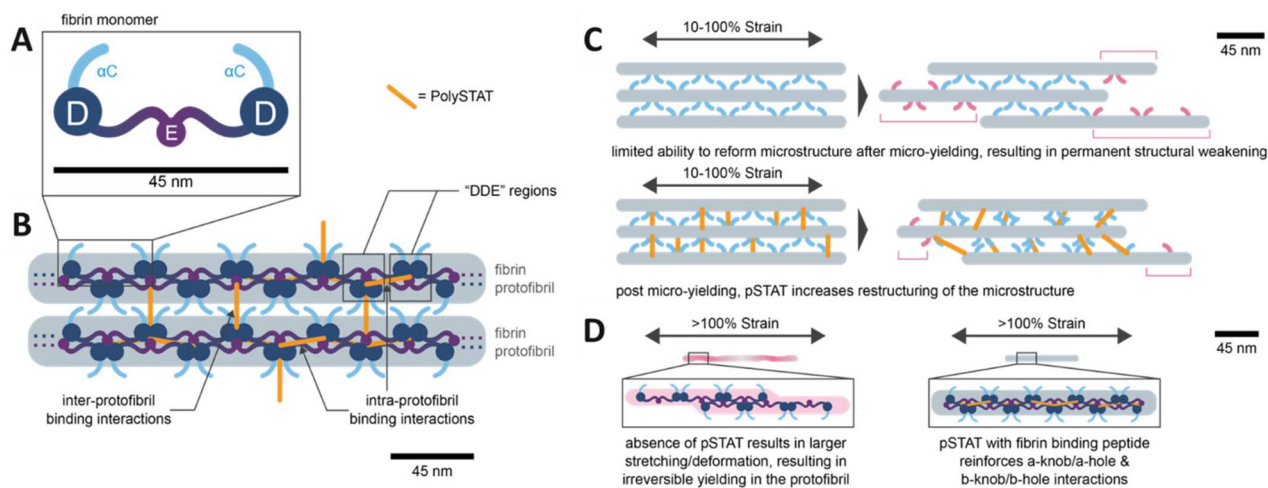 A
fibrin monomer
αC
αC
D
D
E
45 nm
= PolySTAT
"DDE" regions
B
fibrin
protofibril
fibrin
protofibril
inter-protofibril
binding interactions
intra-protofibril
binding interactions
45 nm
C
10-100% Strain
45 nm
limited ability to reform microstructure after micro-yielding, resulting in permanent structural weakening
10-100% Strain
post micro-yielding, pSTAT increases restructuring of the microstructure
D
>100% Strain
>100% Strain
45 nm
absence of pSTAT results in larger
stretching/deformation, resulting in
irreversible yielding in the protofibril
pSTAT with fibrin binding peptide
reinforces a-knob/a-hole &
b-knob/b-hole interactions